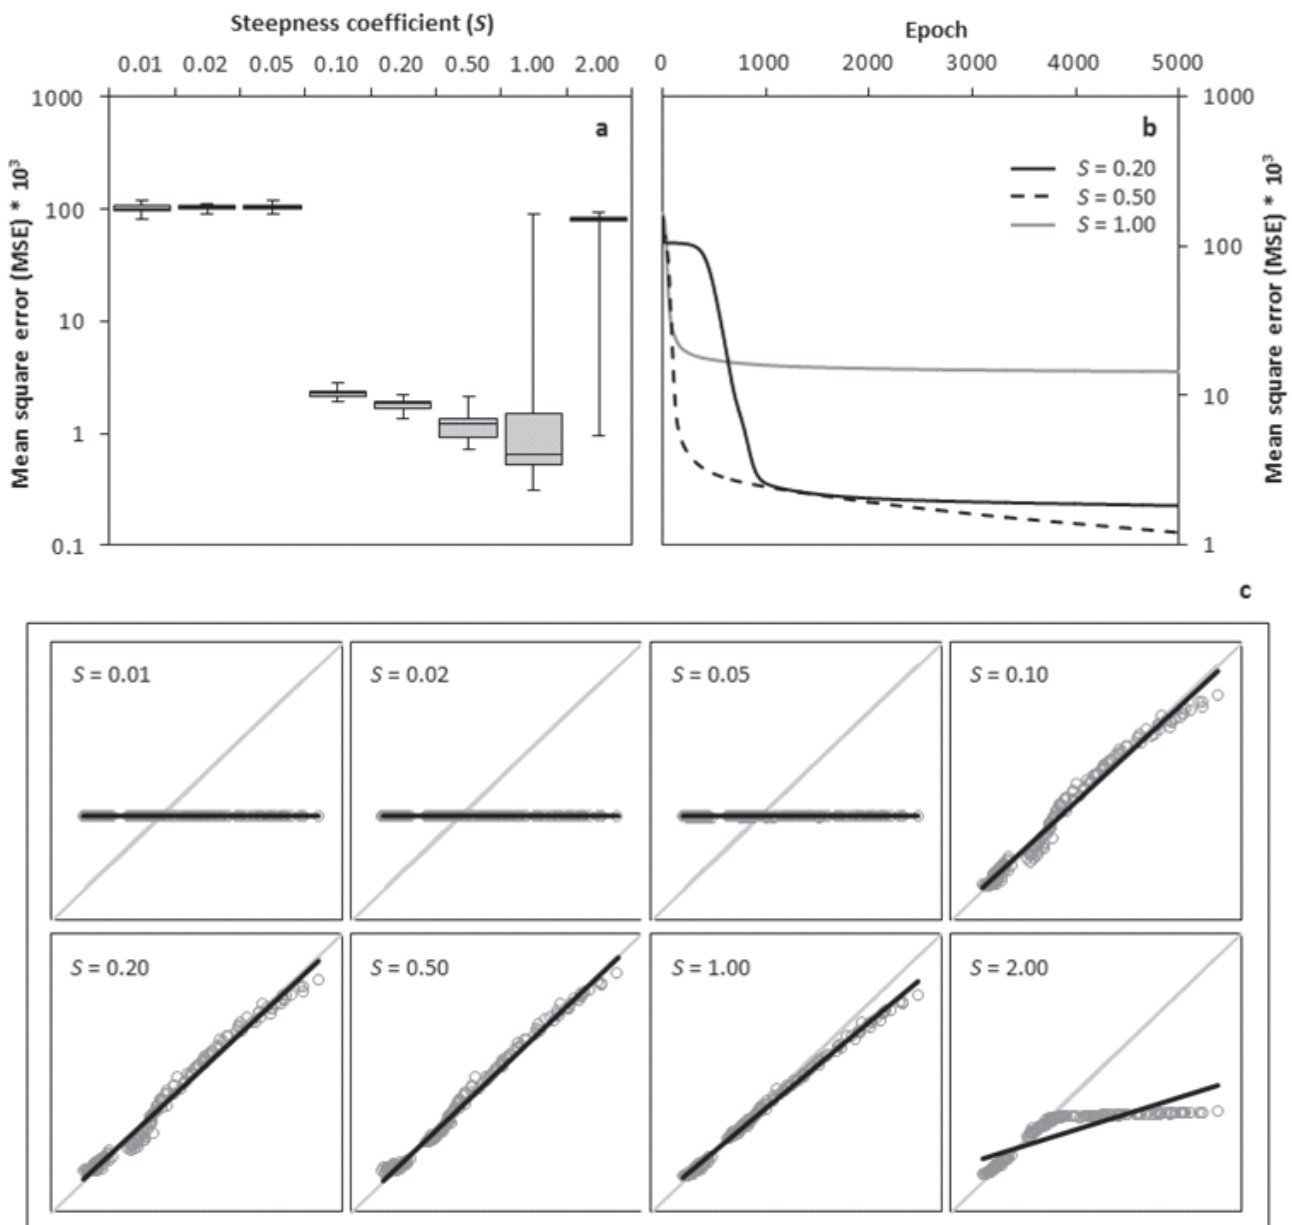 Steepness coefficient (S)
Epoch
0.01 0.02 0.05 0.10 0.20 0.50 1.00 2.00
0 1000 2000 3000 4000 5000
Mean square error (MSE) * 10³
1000
100
10
1
0.1
a
b
S = 0.20
S = 0.50
S = 1.00
1000
100
10
1
Mean square error (MSE) * 10³
c
S = 0.01
S = 0.02
S = 0.05
S = 0.10
S = 0.20
S = 0.50
S = 1.00
S = 2.00